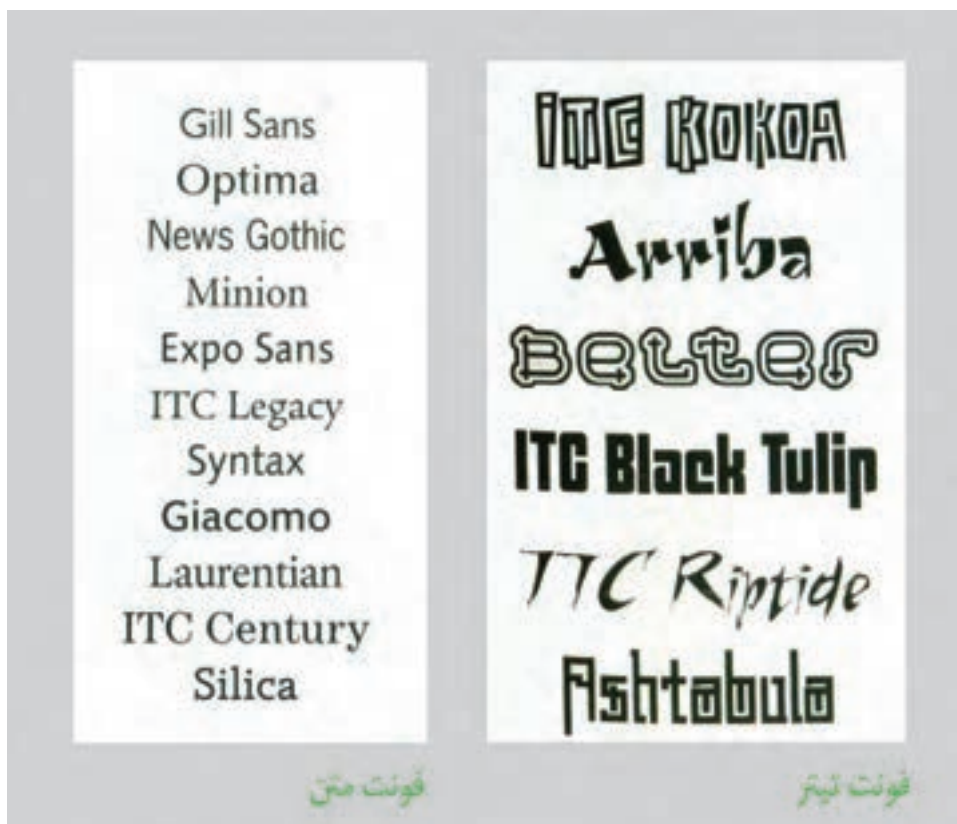 Gill Sans
Optima
News Gothic
Minion
Expo Sans
ITC Legacy
Syntax
Giacomo
Laurentian
ITC Century
Silica
فونت متن
ITC KOKOA
Arriba
Better
ITC Black Tulip
ITC Riptide
Ashtabula
فونت تیتر